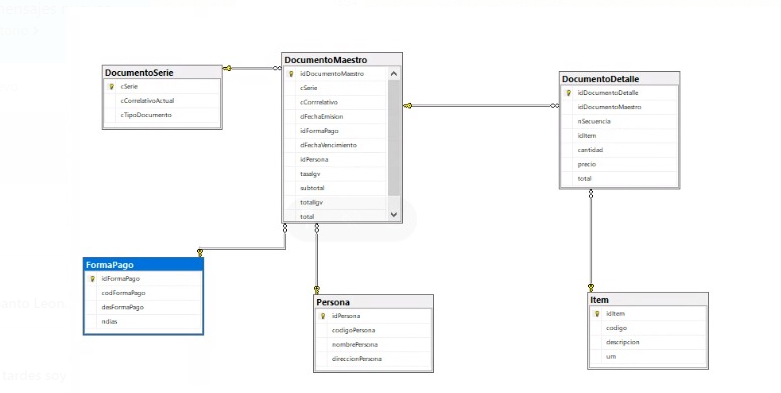 DocumentoSerie
cSerie
cCorrelativoActual
cTipoDocumento
DocumentoMaestro
idDocumentoMaestro
cSerie
cCorrrelativo
dFechaEmision
idFormaPago
dFechaVencimiento
idPersona
tasaIgv
subtotal
totalIgv
total
DocumentoDetalle
idDocumentoDetalle
idDocumentoMaestro
nSecuencia
idItem
cantidad
precio
total
FormaPago
idFormaPago
codFormaPago
desFormaPago
ndias
Persona
idPersona
codigoPersona
nombrePersona
direccionPersona
Item
idItem
codigo
descripcion
um